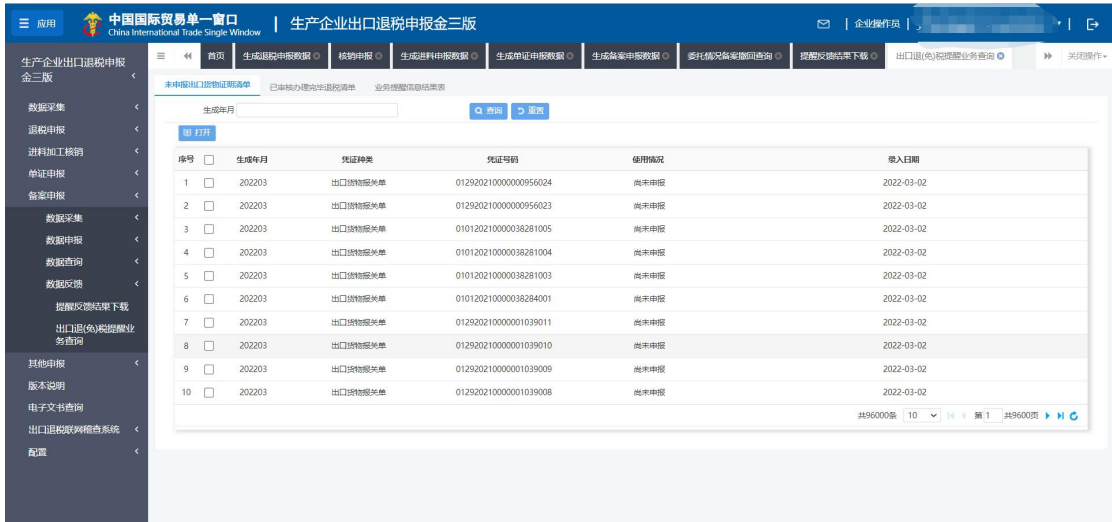 应用
中国国际贸易单一窗口
China International Trade Single Window
生产企业出口退税申报金三版
企业操作员
首页
生成退税申报数据
核销申报
生成进料申报数据
生成单证申报数据
生成备案申报数据
委托情况备案撤回查询
提醒反馈结果下载
出口退(免)税提醒业务查询
关闭操作
生产企业出口退税申报
金三版
数据采集
退税申报
进料加工核销
单证申报
备案申报
数据采集
数据申报
数据查询
数据反馈
提醒反馈结果下载
出口退(免)税提醒业
务查询
其他申报
版本说明
电子文书查询
出口退税联网稽查系统
配置
未申报出口货物证明清单
已审核办理完毕退税清单
业务提醒信息结果表
生成年月
查询
重置
打开
序号 生成年月 凭证种类 凭证号码 使用情况 录入日期
1 202203 出口货物报关单 012920210000000956024 尚未申报 2022-03-02
2 202203 出口货物报关单 012920210000000956023 尚未申报 2022-03-02
3 202203 出口货物报关单 010120210000038281005 尚未申报 2022-03-02
4 202203 出口货物报关单 010120210000038281004 尚未申报 2022-03-02
5 202203 出口货物报关单 010120210000038281003 尚未申报 2022-03-02
6 202203 出口货物报关单 010120210000038284001 尚未申报 2022-03-02
7 202203 出口货物报关单 012920210000001039011 尚未申报 2022-03-02
8 202203 出口货物报关单 012920210000001039010 尚未申报 2022-03-02
9 202203 出口货物报关单 012920210000001039009 尚未申报 2022-03-02
10 202203 出口货物报关单 012920210000001039008 尚未申报 2022-03-02
共96000条 10 第 1 共9600页